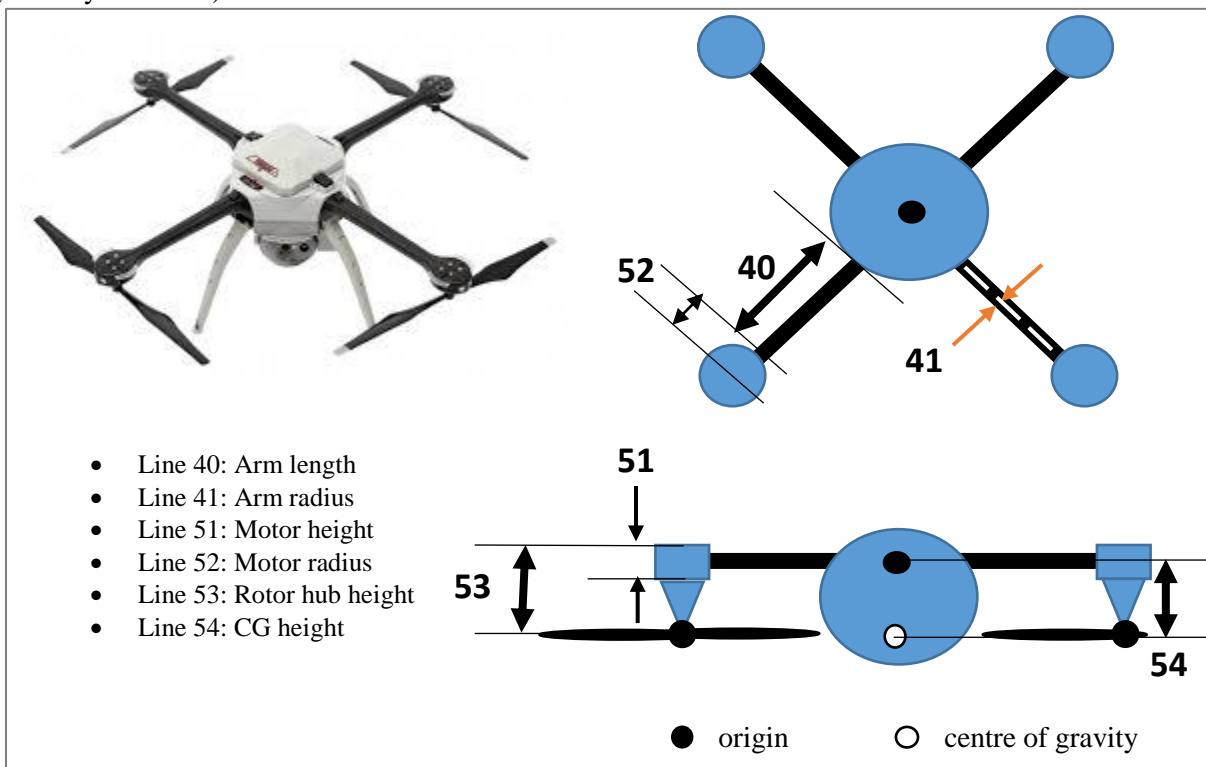 52
40
41
• Line 40: Arm length
• Line 41: Arm radius
• Line 51: Motor height
• Line 52: Motor radius
• Line 53: Rotor hub height
• Line 54: CG height
51
53
54
origin
centre of gravity